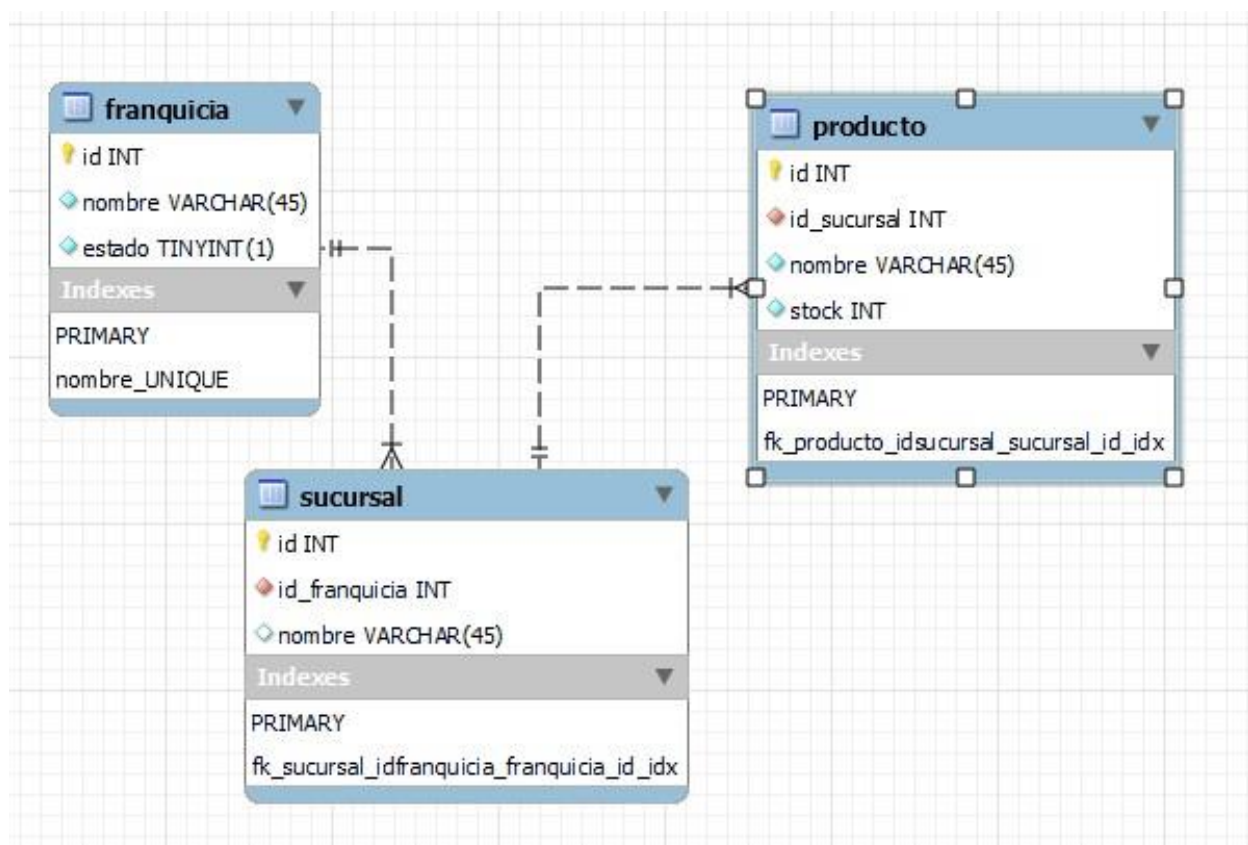 franquicia
id INT
nombre VARCHAR(45)
estado TINYINT(1)
Indexes
PRIMARY
nombre_UNIQUE
producto
id INT
id_sucursal INT
nombre VARCHAR(45)
stock INT
Indexes
PRIMARY
fk_producto_idsucursal_sucursal_id_idx
sucursal
id INT
id_franquicia INT
nombre VARCHAR(45)
Indexes
PRIMARY
fk_sucursal_idfranquicia_franquicia_id_idx